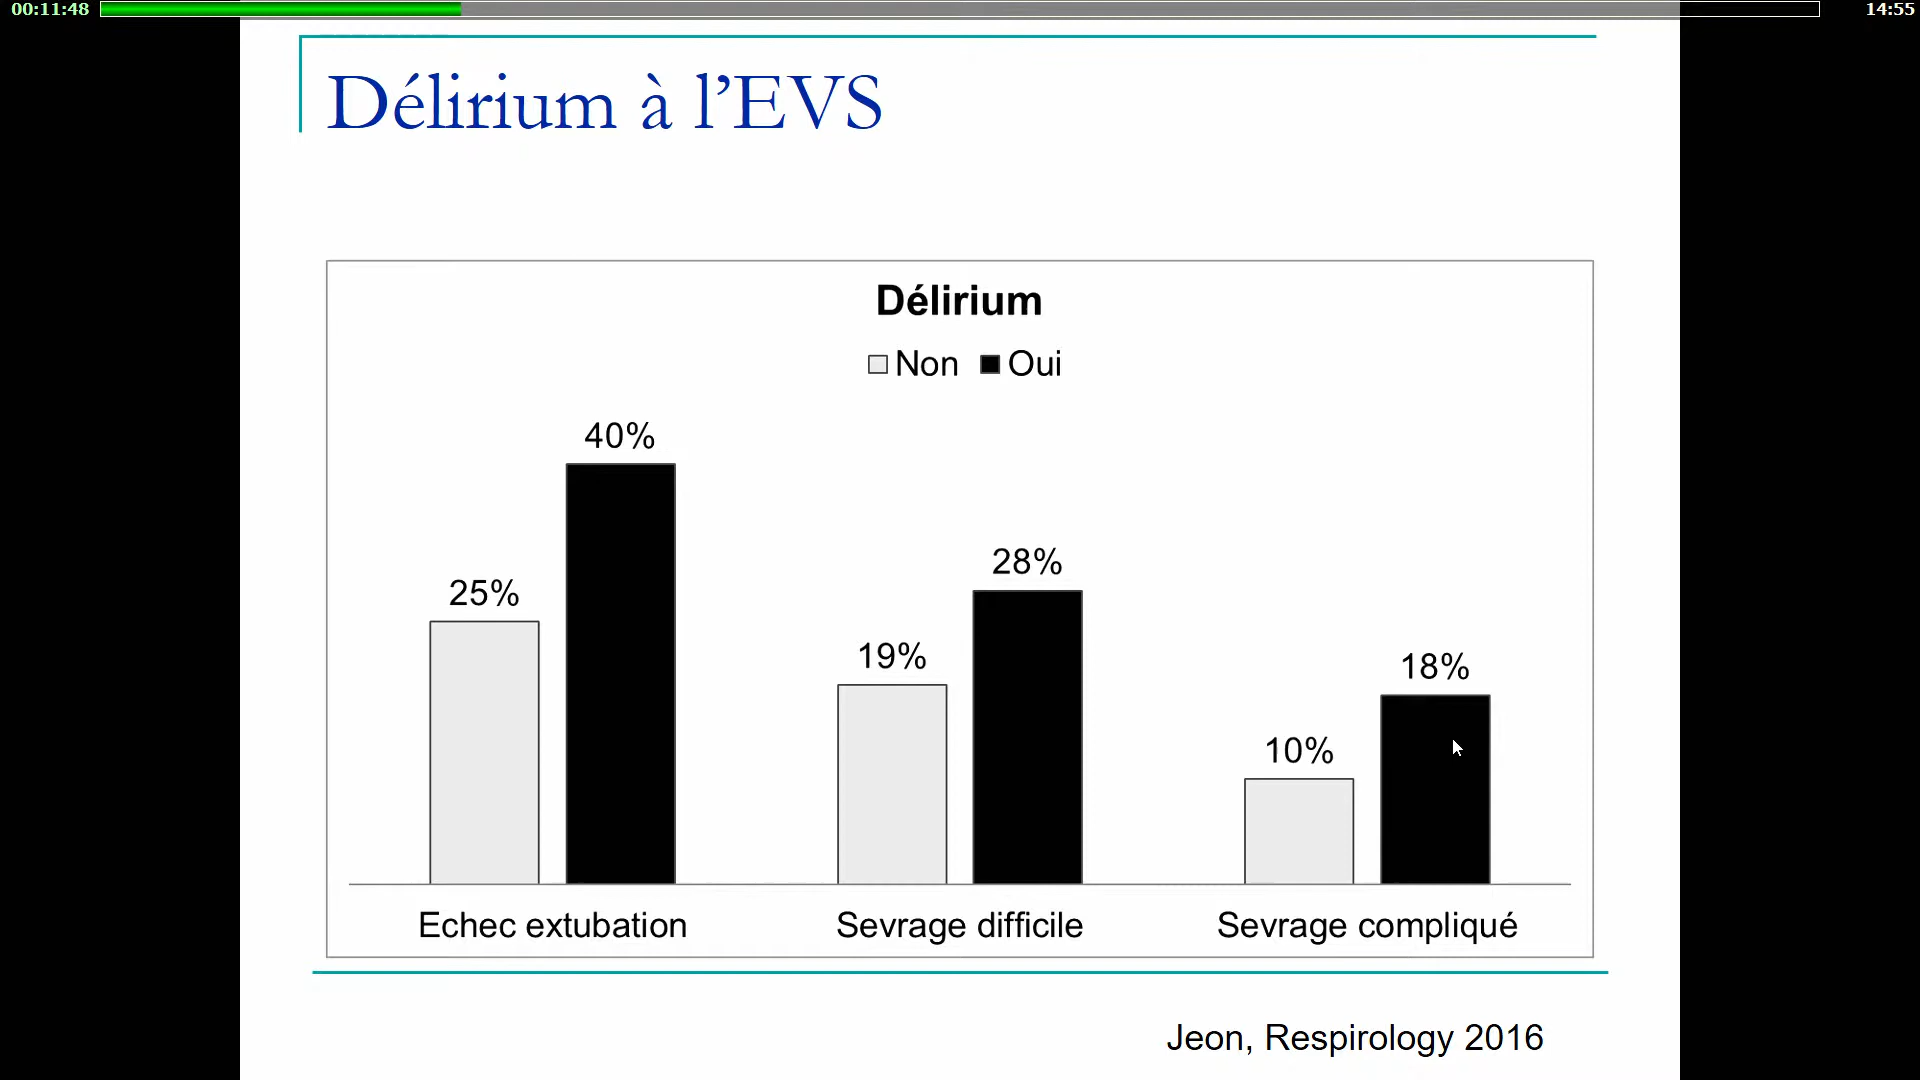 00:11:48
14:55
Délirium à l’EVS
Délirium
Non Oui
40%
25%
28%
19%
18%
10%
Echec extubation
Sevrage difficile
Sevrage compliqué
Jeon, Respirology 2016